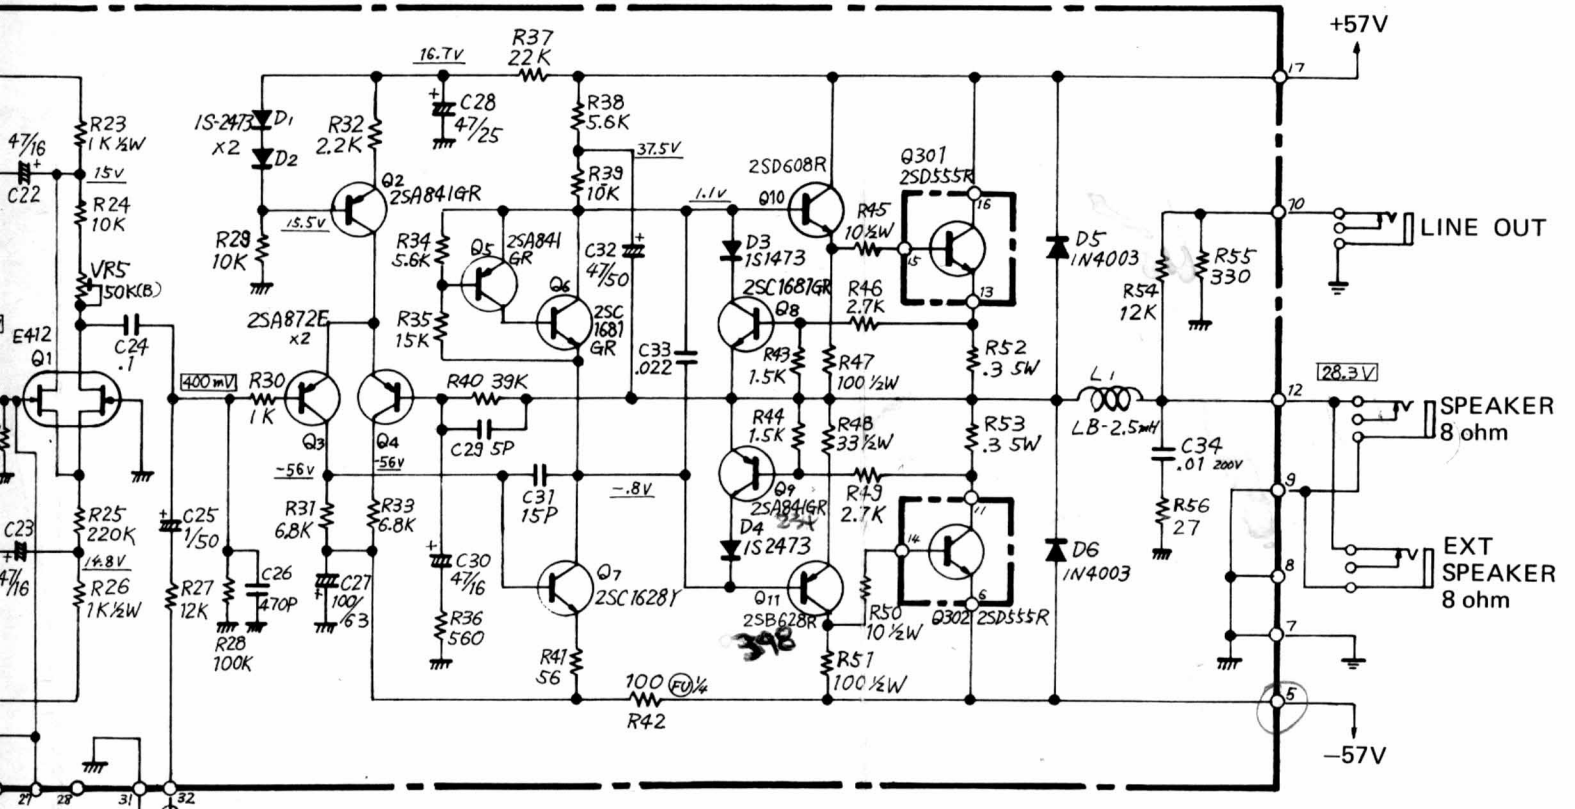 +57V
17
16.7V
R37
22K
R23
1K ½W
47/16
C22
15V
R24
10K
VR5
50K(B)
E412
Q1
C24
.1
1S-2473
×2
D1
D2
R32
2.2K
C28
47/25
Q2
2SA841GR
15.5V
R29
10K
2SA872E
×2
400mV
R30
1K
Q3
Q4
-56V
-56V
R38
5.6K
37.5V
R39
10K
R34
5.6K
Q5
2SA841
GR
Q6
2SC
1681
GR
R35
15K
C32
47/50
C33
.022
R40 39K
C29 5P
C31
15P
-.8V
1.1V
2SD608R
Q10
D3
1S1473
2SC1681GR
Q8
R45
10 ½W
R46
2.7K
Q301
2SD555R
16
15
13
R43
1.5K
R47
100 ½W
R52
.3 5W
R44
1.5K
R48
33 ½W
R53
.3 5W
Q9
2SA841GR
R49
2.7K
D4
1S2473
Q11
2SB628R
398
R50
10 ½W
R51
100 ½W
11
14
6
Q302 2SD555R
D5
1N4003
D6
1N4003
L1
LB-2.5mH
R54
12K
R55
330
C34
.01 200V
R56
27
10
LINE OUT
12
28.3V
SPEAKER
8 ohm
9
8
7
EXT
SPEAKER
8 ohm
5
-57V
R25
220K
C23
47/16
14.8V
R26
1K½W
C25
1/50
R27
12K
C26
470P
R28
100K
R31
6.8K
R33
6.8K
C27
100/63
C30
47/16
R36
560
Q7
2SC1628Y
R41
56
100 FU ¼
R42
27
28
31
32